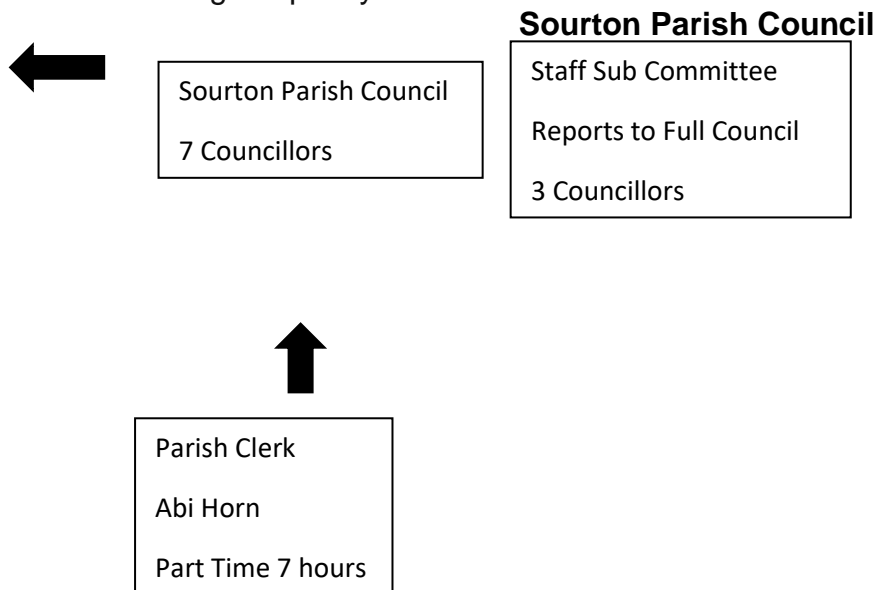 Sourton Parish Council
Sourton Parish Council
7 Councillors
Staff Sub Committee
Reports to Full Council
3 Councillors
Parish Clerk
Abi Horn
Part Time 7 hours